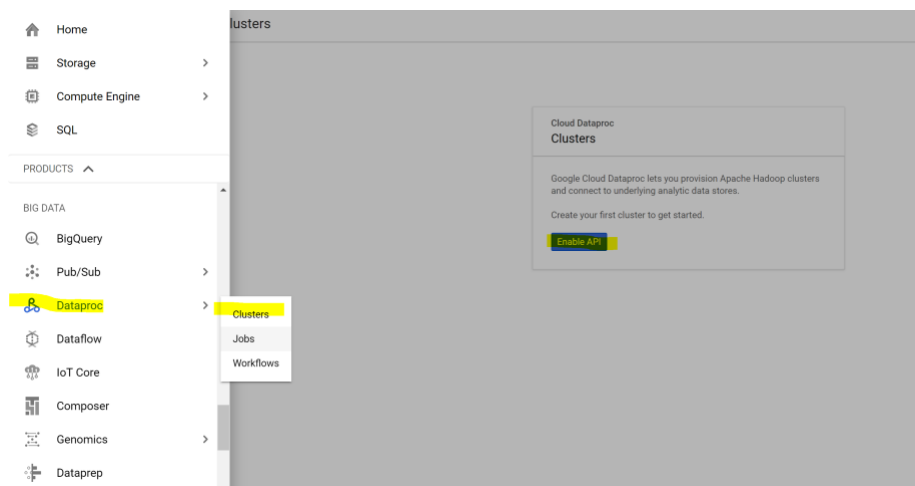 Home
Storage
Compute Engine
SQL
PRODUCTS
BIG DATA
BigQuery
Pub/Sub
Dataproc
Dataflow
IoT Core
Composer
Genomics
Dataprep
Clusters
Jobs
Workflows
lusters
Cloud Dataproc
Clusters
Google Cloud Dataproc lets you provision Apache Hadoop clusters
and connect to underlying analytic data stores.
Create your first cluster to get started.
Enable API